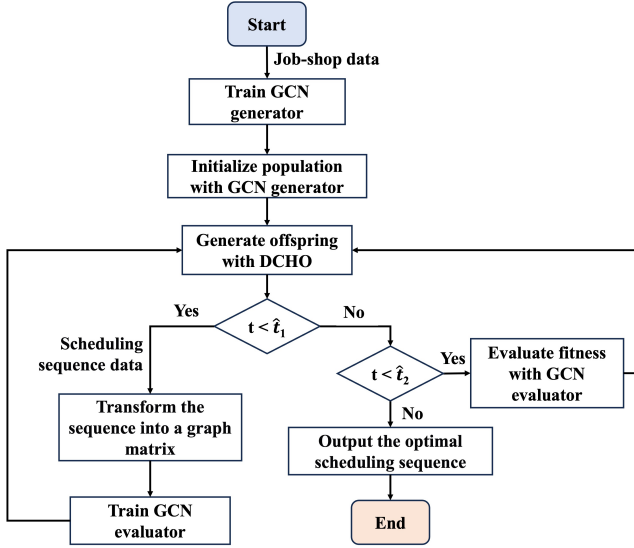 Start
Job-shop data
Train GCN
generator
Initialize population
with GCN generator
Generate offspring
with DCHO
Yes
t < t̂₁
No
Scheduling
sequence data
t < t̂₂
Yes
Evaluate fitness
with GCN
evaluator
Transform the
sequence into a graph
matrix
No
Output the optimal
scheduling sequence
Train GCN
evaluator
End